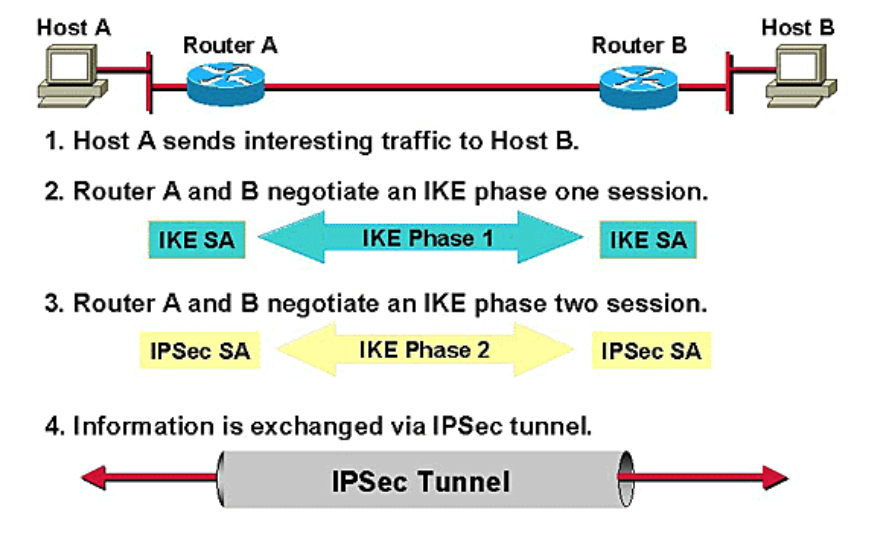 Host A
Host B
Router A
Router B
1. Host A sends interesting traffic to Host B.
2. Router A and B negotiate an IKE phase one session.
IKE SA
IKE Phase 1
IKE SA
3. Router A and B negotiate an IKE phase two session.
IPSec SA
IKE Phase 2
IPSec SA
4. Information is exchanged via IPSec tunnel.
IPSec Tunnel